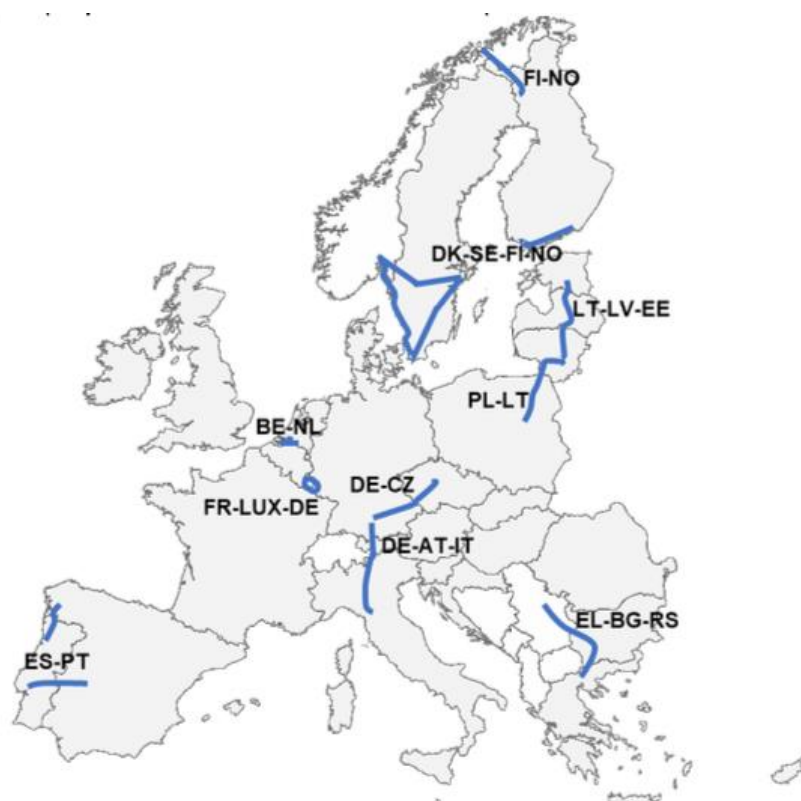 FI-NO
DK-SE-FI-NO
LT-LV-EE
PL-LT
BE-NL
DE-CZ
FR-LUX-DE
DE-AT-IT
EL-BG-RS
ES-PT